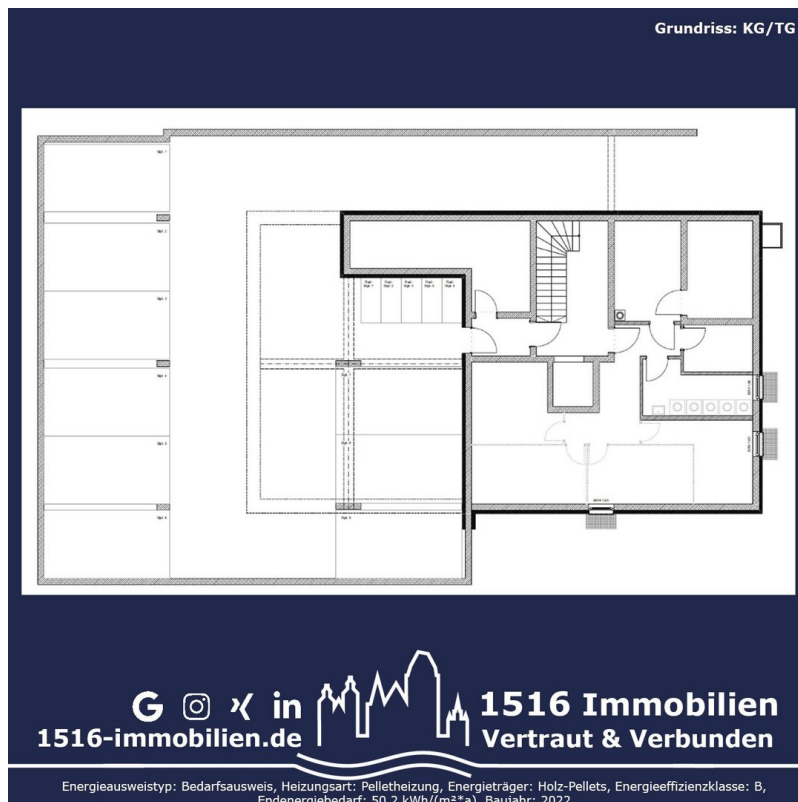 Grundriss: KG/TG
1516-immobilien.de
1516 Immobilien
Vertraut & Verbunden
Energieausweistyp: Bedarfsausweis, Heizungsart: Pelletheizung, Energieträger: Holz-Pellets, Energieeffizienzklasse: B,
Endenergiebedarf: 50,2 kWh/(m²*a), Baujahr: 2022